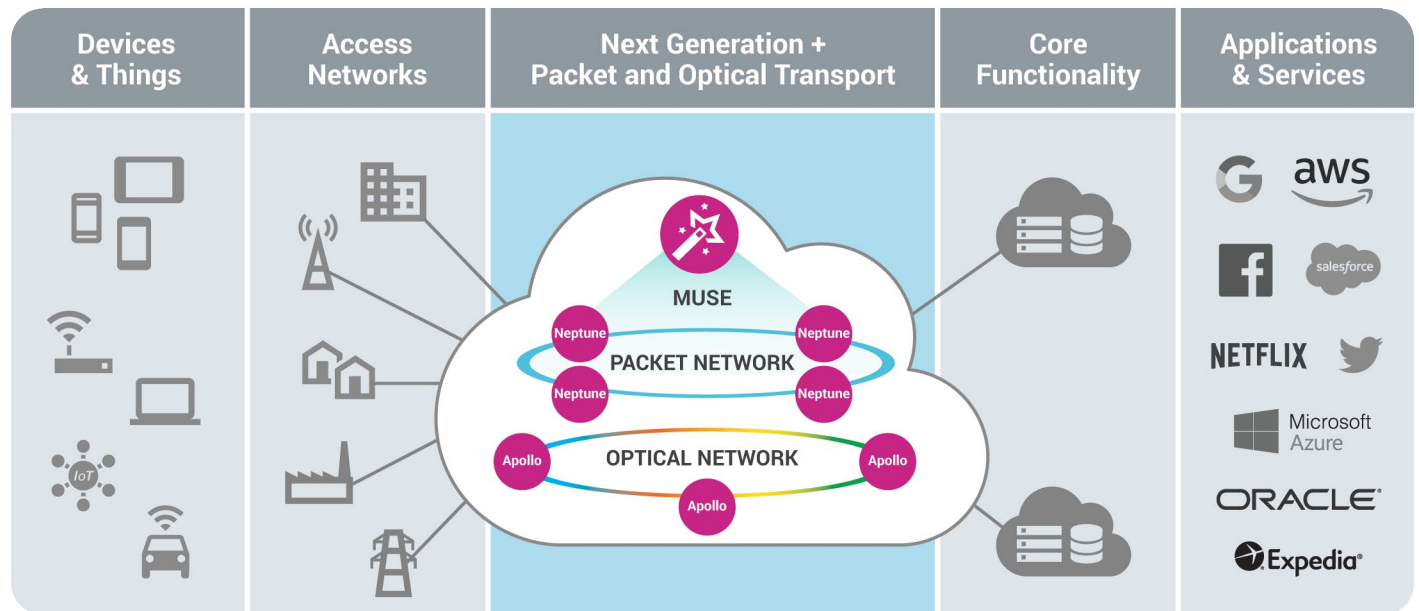 Devices
& Things
Access
Networks
Next Generation +
Packet and Optical Transport
Core
Functionality
Applications
& Services
MUSE
Neptune
Neptune
PACKET NETWORK
Neptune
Neptune
Apollo
OPTICAL NETWORK
Apollo
Apollo
IoT
G
aws
f
salesforce
NETFLIX
Microsoft
Azure
ORACLE®
Expedia®